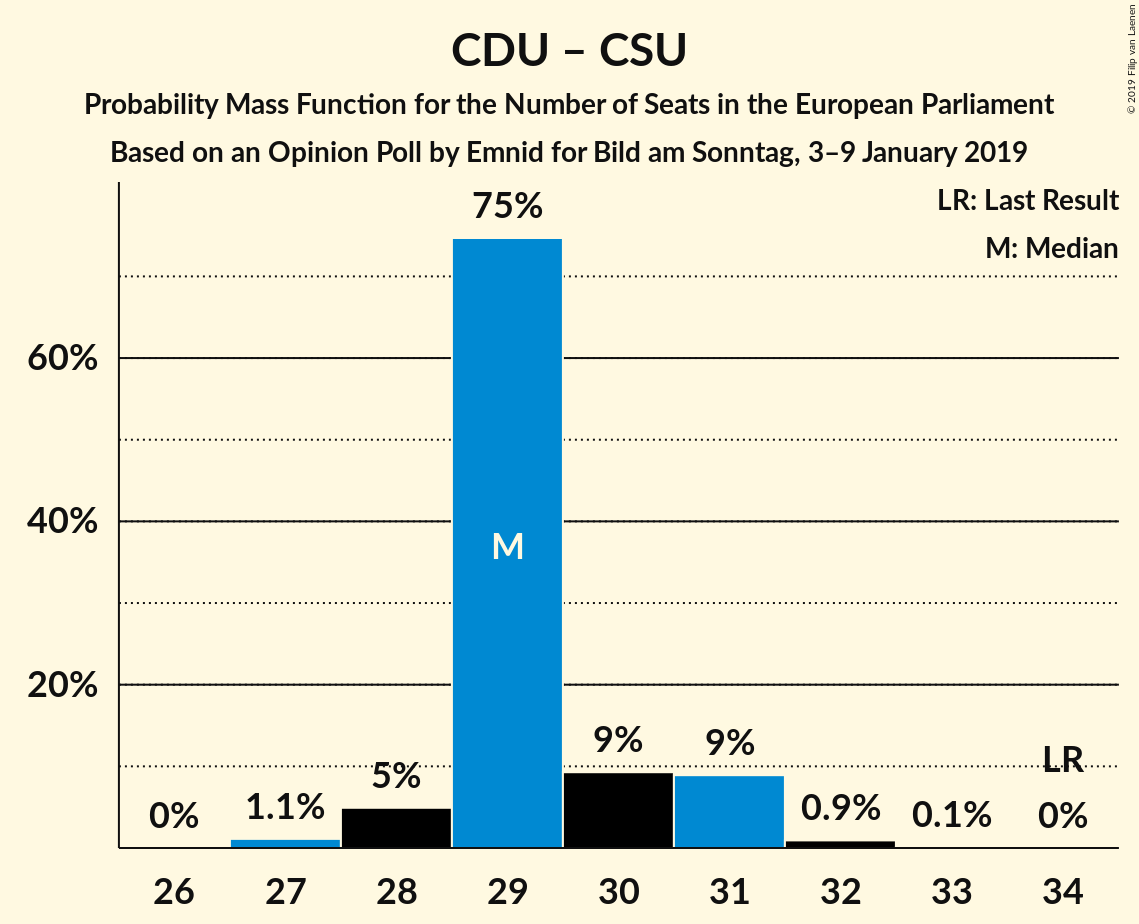 CDU – CSU
Probability Mass Function for the Number of Seats in the European Parliament
Based on an Opinion Poll by Emnid for Bild am Sonntag, 3–9 January 2019
© 2019 Filip van Laenen
LR: Last Result
M: Median
60%
40%
20%
0%
1.1%
5%
75%
M
9%
9%
0.9%
0.1%
LR
0%
26 27 28 29 30 31 32 33 34